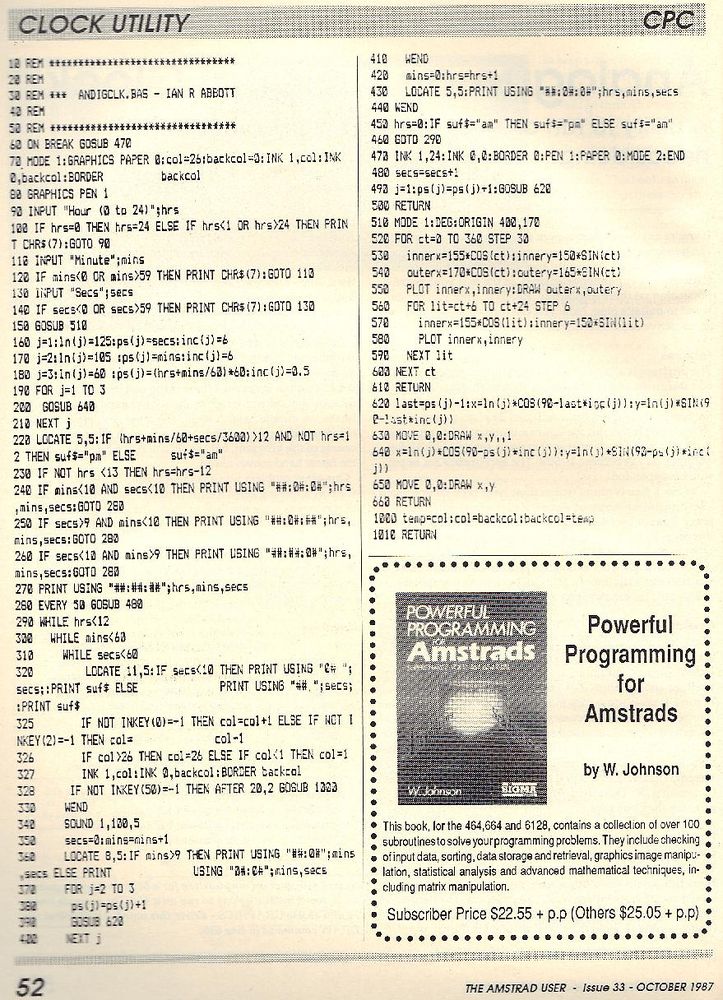 CLOCK UTILITY
CPC
10 REM ******************************
20 REM
30 REM *** ANDIGCLK.BAS - IAN R ABBOTT
40 REM
50 REM ******************************
60 ON BREAK GOSUB 470
70 MODE 1:GRAPHICS PAPER 0:col=26:backcol=0:INK 1,col:INK
0,backcol:BORDER backcol
80 GRAPHICS PEN 1
90 INPUT "Hour (0 to 24)";hrs
100 IF hrs=0 THEN hrs=24 ELSE IF hrs<1 OR hrs>24 THEN PRIN
T CHR$(7):GOTO 90
110 INPUT "Minute";mins
120 IF mins<0 OR mins>59 THEN PRINT CHR$(7):GOTO 110
130 INPUT "Secs";secs
140 IF secs<0 OR secs>59 THEN PRINT CHR$(7):GOTO 130
150 GOSUB 510
160 j=1:ln(j)=125:ps(j)=secs:inc(j)=6
170 j=2:ln(j)=105 :ps(j)=mins:inc(j)=6
180 j=3:ln(j)=60 :ps(j)=(hrs+mins/60)*60:inc(j)=0.5
190 FOR j=1 TO 3
200 GOSUB 640
210 NEXT j
220 LOCATE 5,5:IF (hrs+mins/60+secs/3600)>12 AND NOT hrs=1
2 THEN suf$="pm" ELSE suf$="am"
230 IF NOT hrs <13 THEN hrs=hrs-12
240 IF mins<10 AND secs<10 THEN PRINT USING "##:0#:0#";hrs
,mins,secs:GOTO 280
250 IF secs>9 AND mins<10 THEN PRINT USING "##:0#:##";hrs,
mins,secs:GOTO 280
260 IF secs<10 AND mins>9 THEN PRINT USING "##:##:0#";hrs,
mins,secs:GOTO 280
270 PRINT USING "##:##:##";hrs,mins,secs
280 EVERY 50 GOSUB 480
290 WHILE hrs<12
300 WHILE mins<60
310 WHILE secs<60
320 LOCATE 11,5:IF secs<10 THEN PRINT USING "0# ";
secs;:PRINT suf$ ELSE PRINT USING "## ";secs;
:PRINT suf$
325 IF NOT INKEY(0)=-1 THEN col=col+1 ELSE IF NOT I
NKEY(2)=-1 THEN col= col-1
326 IF col>26 THEN col=26 ELSE IF col<1 THEN col=1
327 INK 1,col:INK 0,backcol:BORDER backcol
328 IF NOT INKEY(50)=-1 THEN AFTER 20,2 GOSUB 1000
330 WEND
340 SOUND 1,100,5
350 secs=0:mins=mins+1
360 LOCATE 8,5:IF mins>9 THEN PRINT USING "##:0#";mins
,secs ELSE PRINT USING "0#:0#";mins,secs
370 FOR j=2 TO 3
380 ps(j)=ps(j)+1
390 GOSUB 620
400 NEXT j
410 WEND
420 mins=0:hrs=hrs+1
430 LOCATE 5,5:PRINT USING "##:0#:0#";hrs,mins,secs
440 WEND
450 hrs=0:IF suf$="am" THEN suf$="pm" ELSE suf$="am"
460 GOTO 290
470 INK 1,24:INK 0,0:BORDER 0:PEN 1:PAPER 0:MODE 2:END
480 secs=secs+1
490 j=1:ps(j)=ps(j)+1:GOSUB 620
500 RETURN
510 MODE 1:DEG:ORIGIN 400,170
520 FOR ct=0 TO 360 STEP 30
530 innerx=155*COS(ct):innery=150*SIN(ct)
540 outerx=170*COS(ct):outery=165*SIN(ct)
550 PLOT innerx,innery:DRAW outerx,outery
560 FOR lit=ct+6 TO ct+24 STEP 6
570 innerx=155*COS(lit):innery=150*SIN(lit)
580 PLOT innerx,innery
590 NEXT lit
600 NEXT ct
610 RETURN
620 last=ps(j)-1:x=ln(j)*COS(90-last*inc(j)):y=ln(j)*SIN(9
0-last*inc(j))
630 MOVE 0,0:DRAW x,y,,1
640 x=ln(j)*COS(90-ps(j)*inc(j)):y=ln(j)*SIN(90-ps(j)*inc(
j))
650 MOVE 0,0:DRAW x,y
660 RETURN
1000 temp=col:col=backcol:backcol=temp
1010 RETURN
POWERFUL
PROGRAMMING
Amstrads
W. Johnson
SIGMA
Powerful
Programming
for
Amstrads
by W. Johnson
This book, for the 464,664 and 6128, contains a collection of over 100
subroutines to solve your programming problems. They include checking
of input data, sorting, data storage and retrieval, graphics image manipu-
lation, statistical analysis and advanced mathematical techniques, in-
cluding matrix manipulation.
Subscriber Price $22.55 + p.p (Others $25.05 + p.p)
52
THE AMSTRAD USER - Issue 33 - OCTOBER 1987